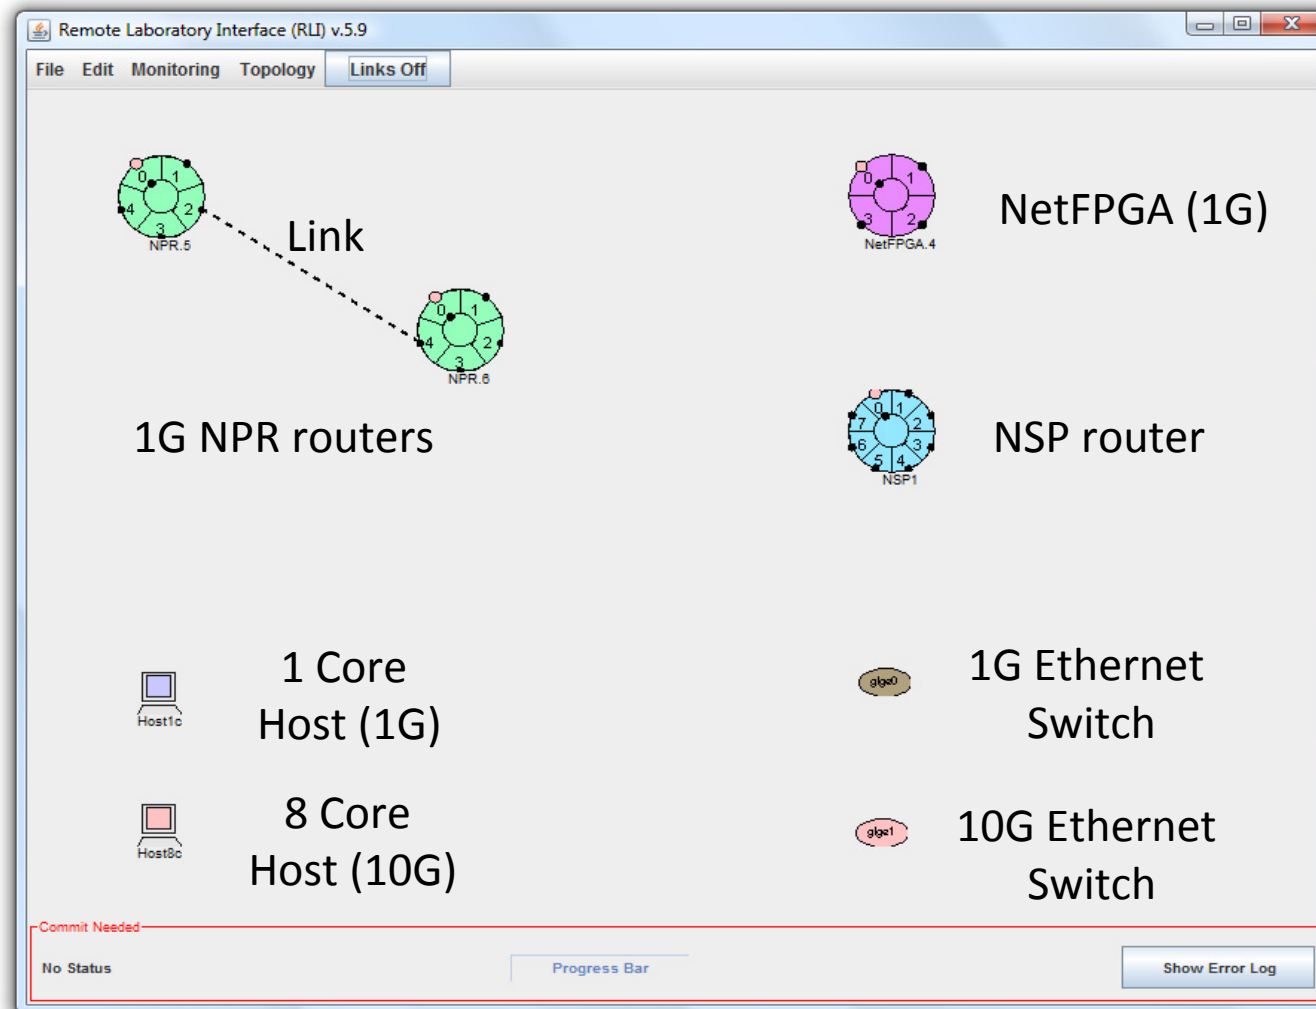 Remote Laboratory Interface (RLI) v.5.9
File Edit Monitoring Topology Links Off
0 1 2 3 4
NPR.5
Link
0 1 2 3 4
NPR.6
1G NPR routers
0 1 2 3
NetFPGA.4
NetFPGA (1G)
0 1 2 3 4 5 6 7
NSP1
NSP router
Host1c
1 Core
Host (1G)
glge0
1G Ethernet
Switch
Host8c
8 Core
Host (10G)
glge1
10G Ethernet
Switch
Commit Needed
No Status
Progress Bar
Show Error Log